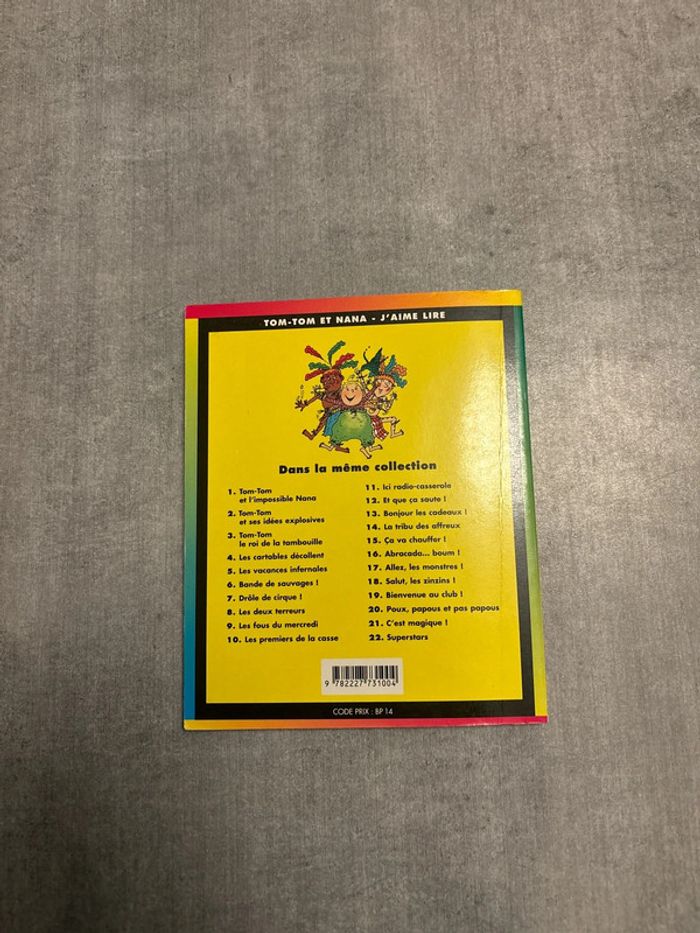 TOM-TOM ET NANA - J'AIME LIRE
Dans la même collection
1. Tom-Tom
et l'impossible Nana
2. Tom-Tom
et ses idées explosives
3. Tom-Tom
le roi de la tambouille
4. Les cartables décollent
5. Les vacances infernales
6. Bande de sauvages !
7. Drôle de cirque !
8. Les deux terreurs
9. Les fous du mercredi
10. Les premiers de la casse
11. Ici radio-casserole
12. Et que ça saute !
13. Bonjour les cadeaux !
14. La tribu des affreux
15. Ça va chauffer !
16. Abracada... boum !
17. Allez, les monstres !
18. Salut, les zinzins !
19. Bienvenue au club !
20. Poux, papous et pas papous
21. C'est magique !
22. Superstars
9 782227 731004
CODE PRIX : BP 14